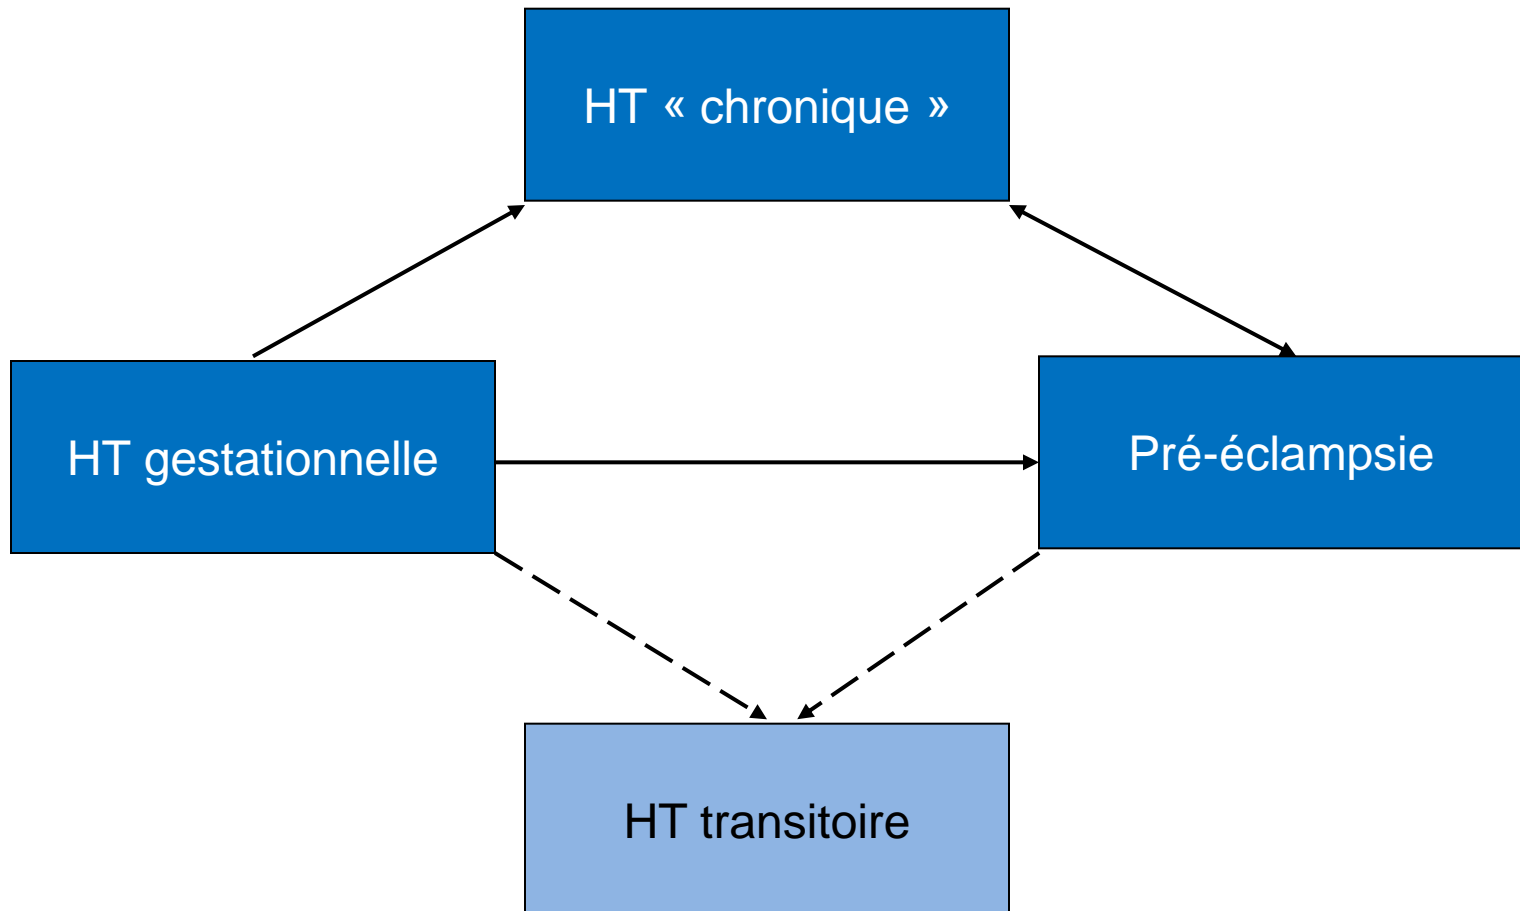 HT « chronique »
HT gestationnelle
Pré-éclampsie
HT transitoire